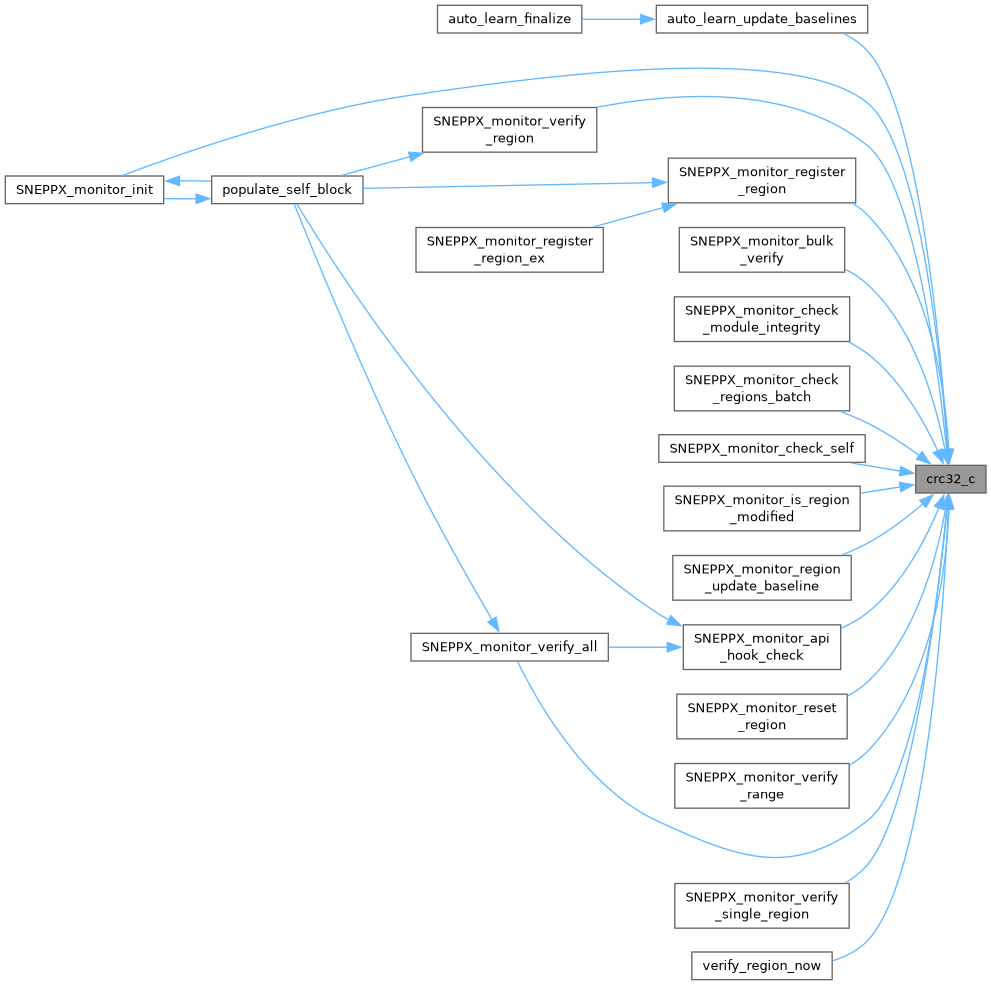 auto_learn_finalize
auto_learn_update_baselines
SNEPPX_monitor_verify
_region
SNEPPX_monitor_init
populate_self_block
SNEPPX_monitor_register
_region
SNEPPX_monitor_register
_region_ex
SNEPPX_monitor_bulk
_verify
SNEPPX_monitor_check
_module_integrity
SNEPPX_monitor_check
_regions_batch
SNEPPX_monitor_check_self
crc32_c
SNEPPX_monitor_is_region
_modified
SNEPPX_monitor_region
_update_baseline
SNEPPX_monitor_verify_all
SNEPPX_monitor_api
_hook_check
SNEPPX_monitor_reset
_region
SNEPPX_monitor_verify
_range
SNEPPX_monitor_verify
_single_region
verify_region_now